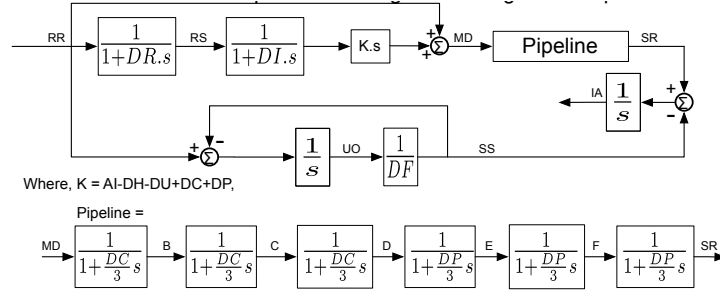 RR 1/(1+DR.s) RS 1/(1+DI.s) K.s + + Σ MD Pipeline SR
IA 1/s + - Σ
+ - Σ 1/s UO 1/DF SS
Where, K = AI-DH-DU+DC+DP,
Pipeline =
MD 1/(1+DC/3 s) B 1/(1+DC/3 s) C 1/(1+DC/3 s) D 1/(1+DP/3 s) E 1/(1+DP/3 s) F 1/(1+DP/3 s) SR